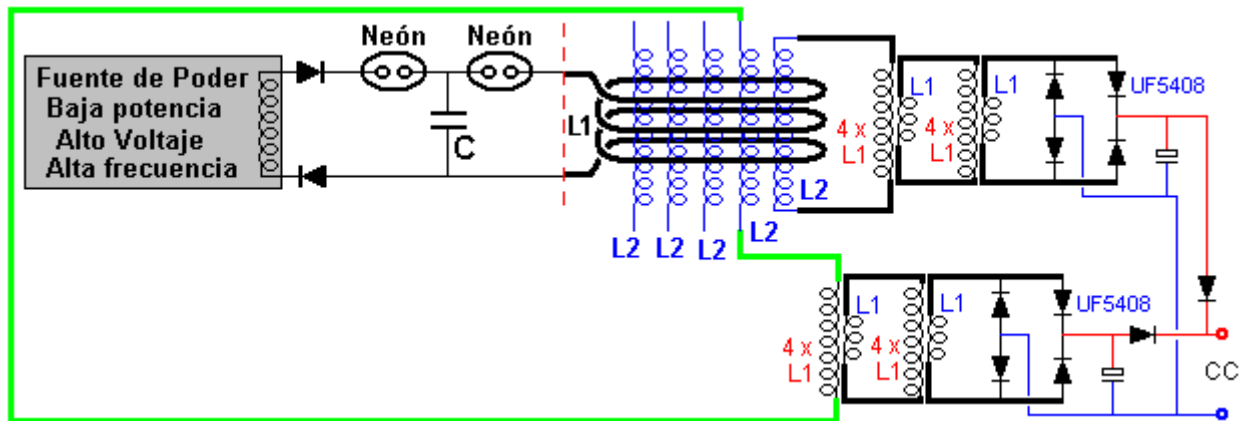 Fuente de Poder
Baja potencia
Alto Voltaje
Alta frecuencia
Neón
Neón
C
L1
L2
L2
L2
L2
L2
4 x
L1
L1
4 x
L1
L1
UF5408
4 x
L1
L1
4 x
L1
L1
UF5408
CC